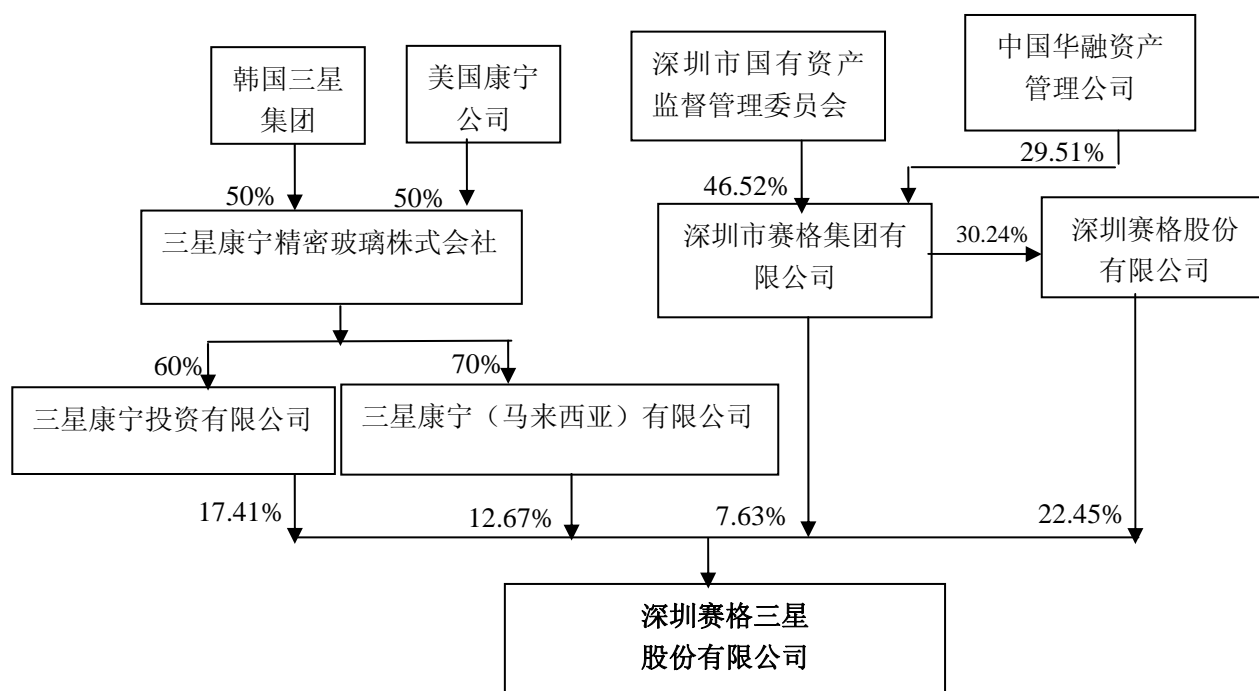 韩国三星
集团
美国康宁
公司
深圳市国有资产
监督管理委员会
中国华融资产
管理公司
50%
50%
46.52%
29.51%
三星康宁精密玻璃株式会社
深圳市赛格集团有
限公司
30.24%
深圳赛格股份
有限公司
60%
70%
三星康宁投资有限公司
三星康宁（马来西亚）有限公司
17.41%
12.67%
7.63%
22.45%
深圳赛格三星
股份有限公司